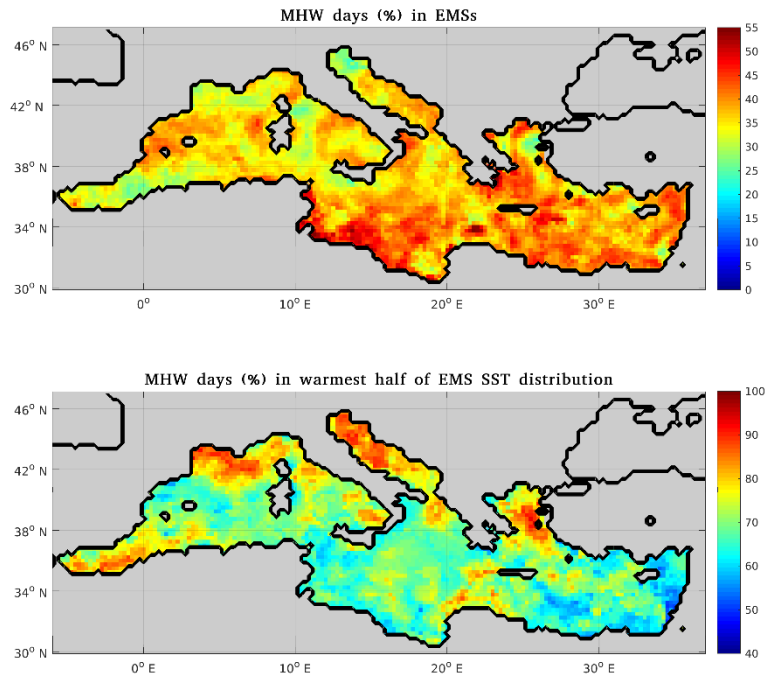 MHW days (%) in EMSs
46° N
42° N
38° N
34° N
30° N
0°
10° E
20° E
30° E
55
50
45
40
35
30
25
20
15
10
5
0
MHW days (%) in warmest half of EMS SST distribution
46° N
42° N
38° N
34° N
30° N
0° E
10° E
20° E
30° E
100
90
80
70
60
50
40